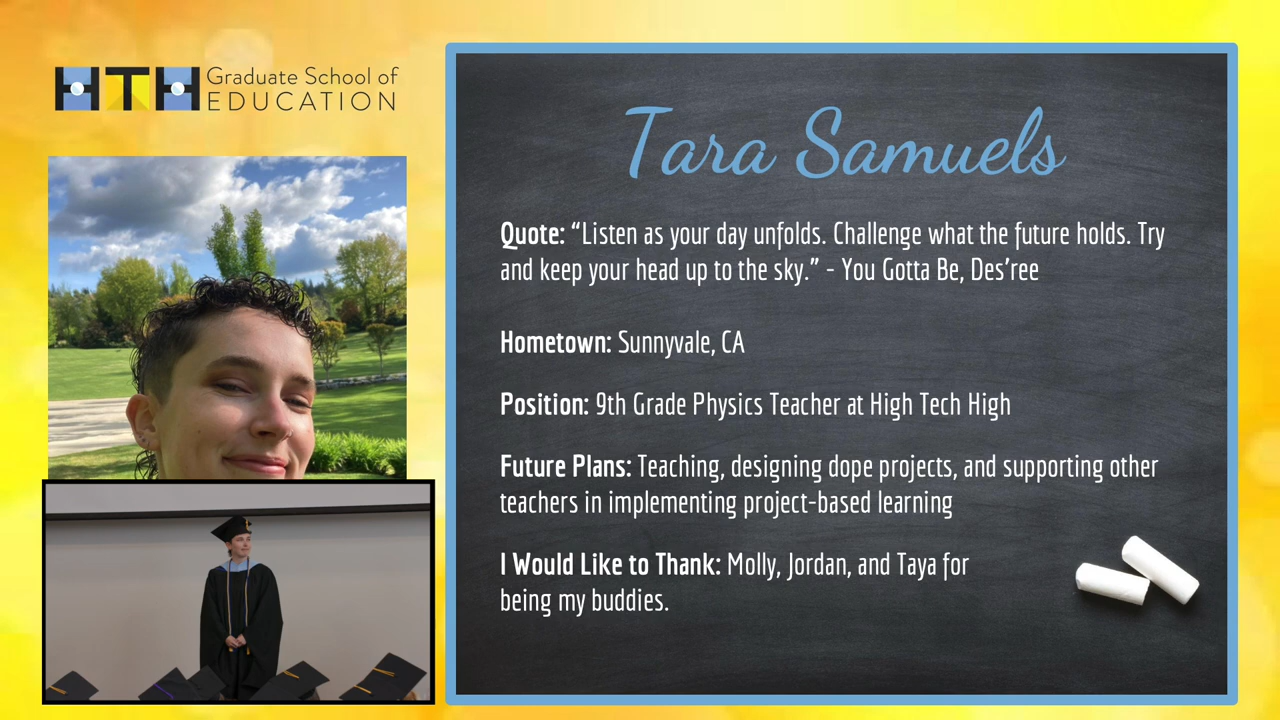 HTH Graduate School of
EDUCATION
Tara Samuels
Quote: “Listen as your day unfolds. Challenge what the future holds. Try
and keep your head up to the sky.” - You Gotta Be, Des’ree
Hometown: Sunnyvale, CA
Position: 9th Grade Physics Teacher at High Tech High
Future Plans: Teaching, designing dope projects, and supporting other
teachers in implementing project-based learning
I Would Like to Thank: Molly, Jordan, and Taya for
being my buddies.